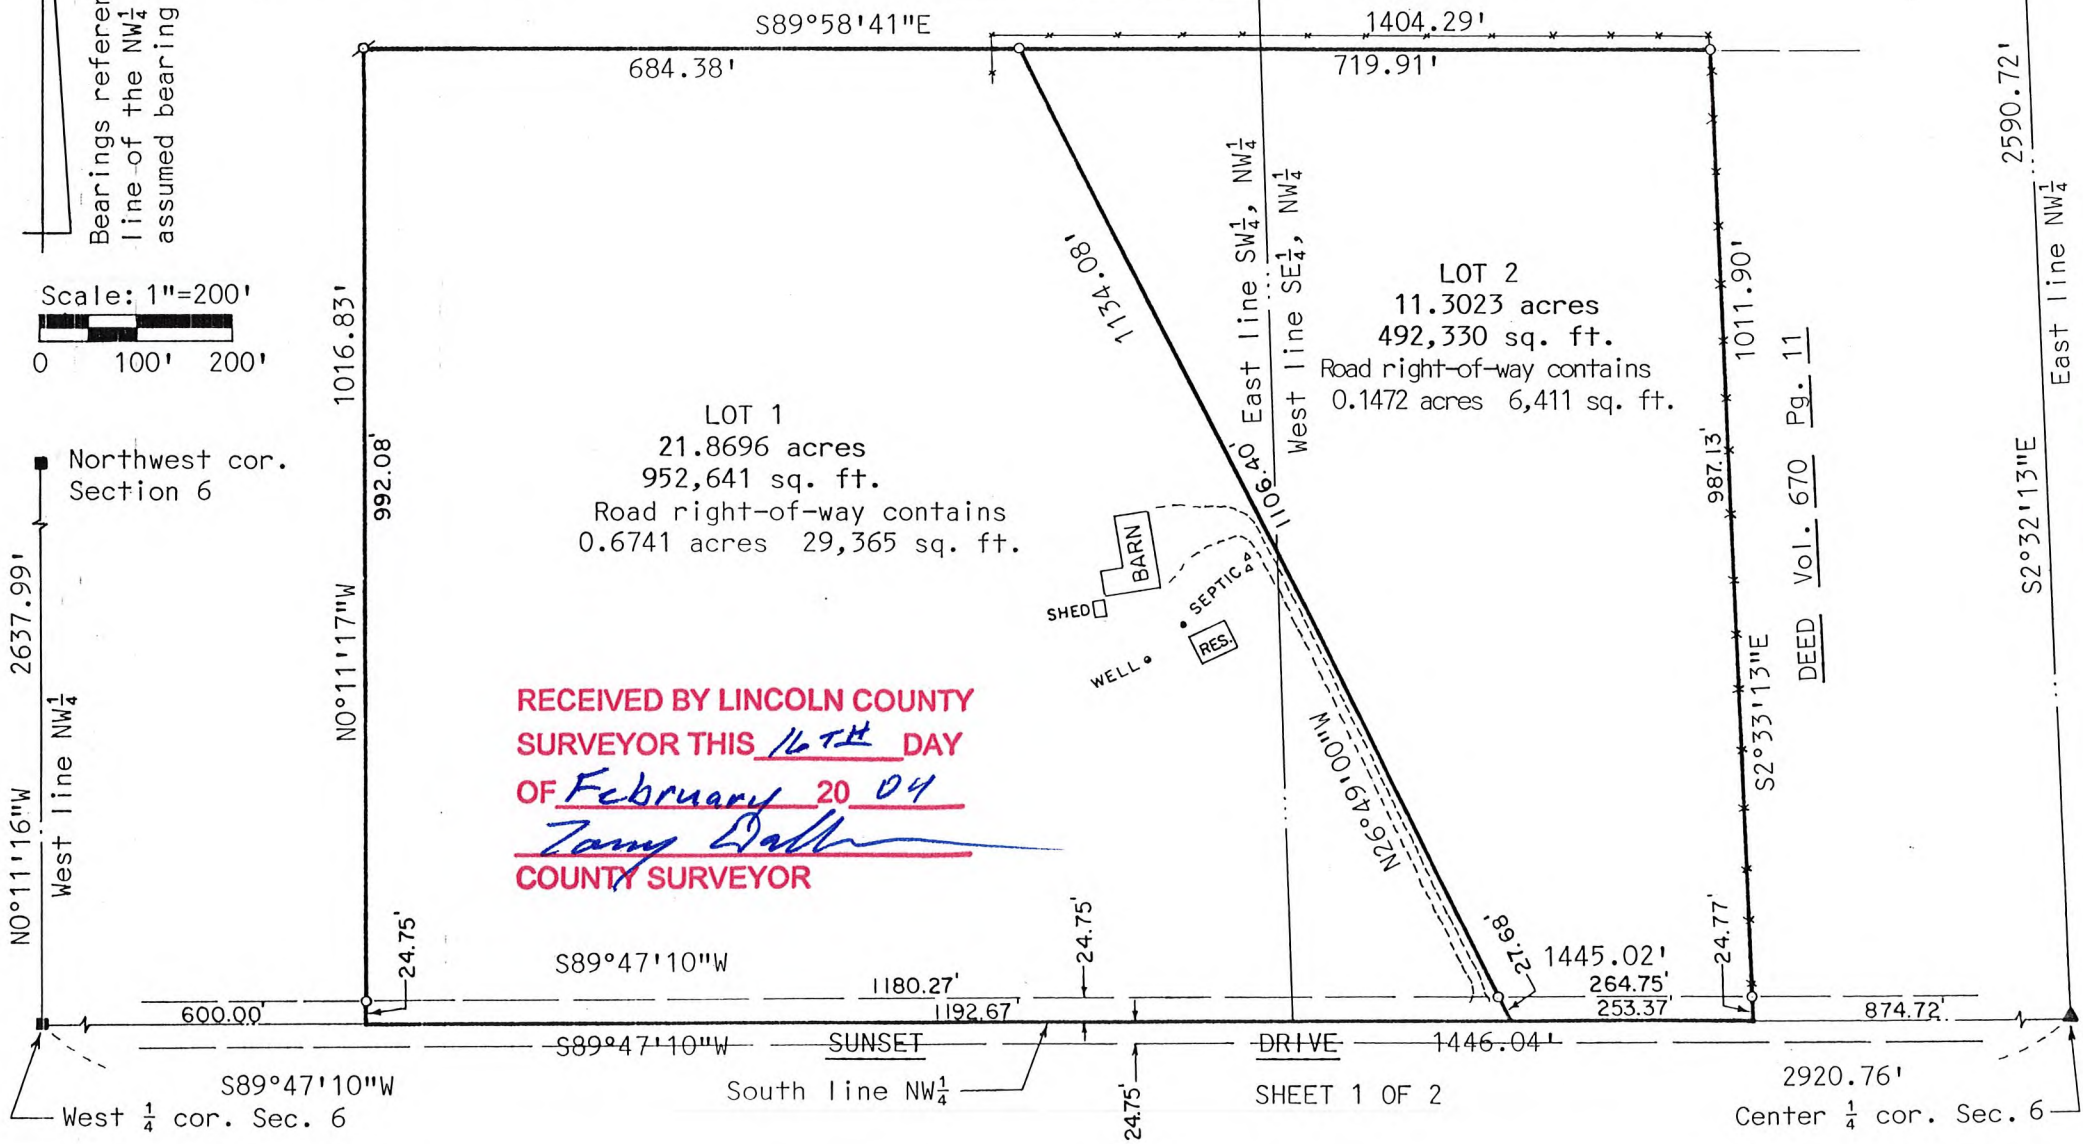 Bearings referen
line of the NW¼
assumed bearing
Scale: 1"=200'
0 100' 200'
Northwest cor.
Section 6
2637.99'
N0°11'16"W
West line NW¼
S89°58'41"E
1404.29'
684.38'
719.91'
1016.83'
992.08'
N0°11'17"W
LOT 1
21.8696 acres
952,641 sq. ft.
Road right-of-way contains
0.6741 acres 29,365 sq. ft.
1134.08'
1106.40'
N26°49'00"W
27.68'
East line SW¼, NW¼
West line SE¼, NW¼
LOT 2
11.3023 acres
492,330 sq. ft.
Road right-of-way contains
0.1472 acres 6,411 sq. ft.
1011.90'
987.13'
S2°33'13"E
DEED Vol. 670 Pg. 11
2590.72'
East line NW¼
S2°32'13"E
BARN
SHED
SEPTIC
RES.
WELL
RECEIVED BY LINCOLN COUNTY
SURVEYOR THIS 16TH DAY
OF February 20 04
COUNTY SURVEYOR
24.75'
S89°47'10"W
24.75'
24.77'
1445.02'
1180.27'
264.75'
600.00'
1192.67'
253.37'
874.72'
S89°47'10"W SUNSET DRIVE 1446.04'
S89°47'10"W
South line NW¼
24.75'
SHEET 1 OF 2
2920.76'
West ¼ cor. Sec. 6
Center ¼ cor. Sec. 6